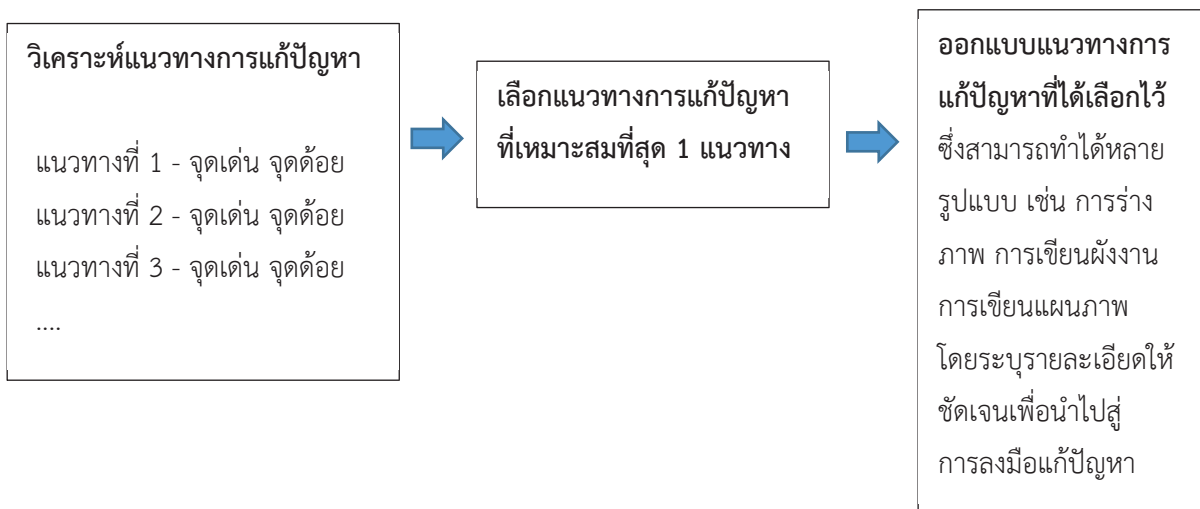 วิเคราะห์แนวทางการแก้ปัญหา
แนวทางที่ 1 - จุดเด่น จุดด้อย
แนวทางที่ 2 - จุดเด่น จุดด้อย
แนวทางที่ 3 - จุดเด่น จุดด้อย
....
เลือกแนวทางการแก้ปัญหา
ที่เหมาะสมที่สุด 1 แนวทาง
ออกแบบแนวทางการ
แก้ปัญหาที่ได้เลือกไว้
ซึ่งสามารถทำได้หลาย
รูปแบบ เช่น การร่าง
ภาพ การเขียนผังงาน
การเขียนแผนภาพ
โดยระบุรายละเอียดให้
ชัดเจนเพื่อนำไปสู่
การลงมือแก้ปัญหา